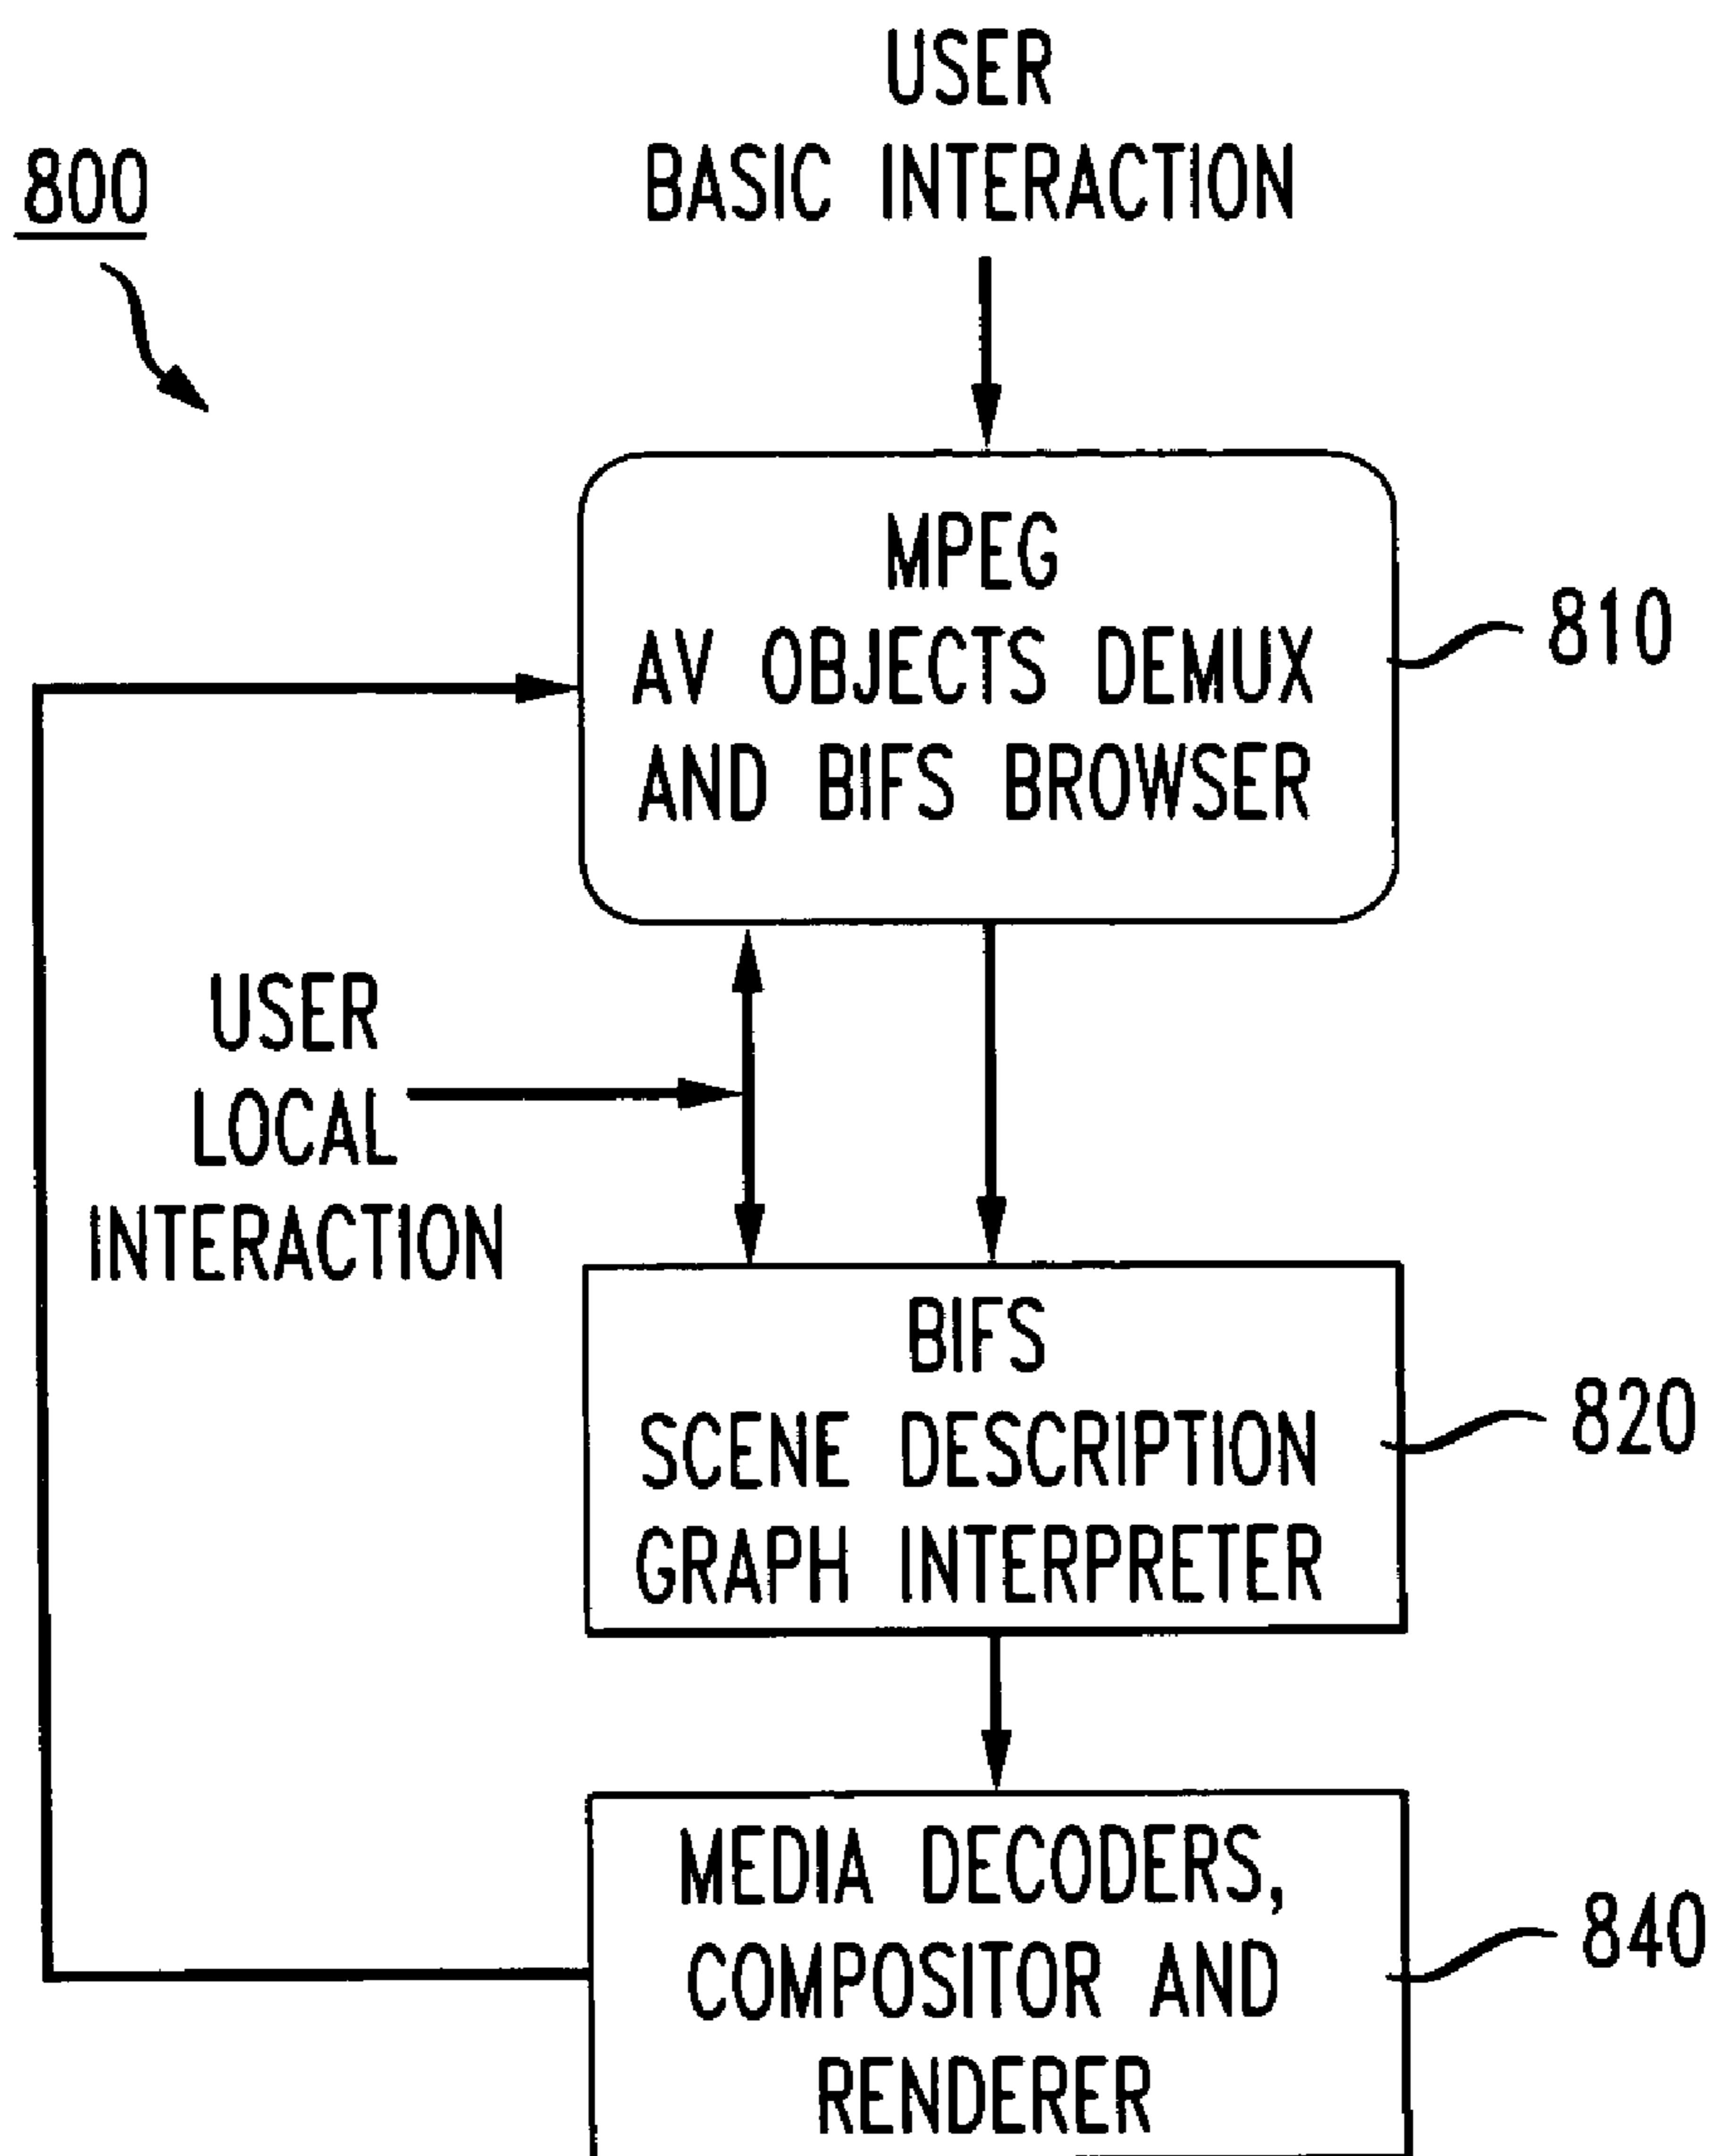 USER
BASIC INTERACTION
800
MPEG
AV OBJECTS DEMUX
AND BIFS BROWSER
810
USER
LOCAL
INTERACTION
BIFS
SCENE DESCRIPTION
GRAPH INTERPRETER
820
MEDIA DECODERS,
COMPOSITOR AND
RENDERER
840